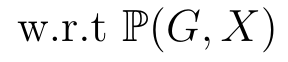 w.r.t ℙ(G, X)